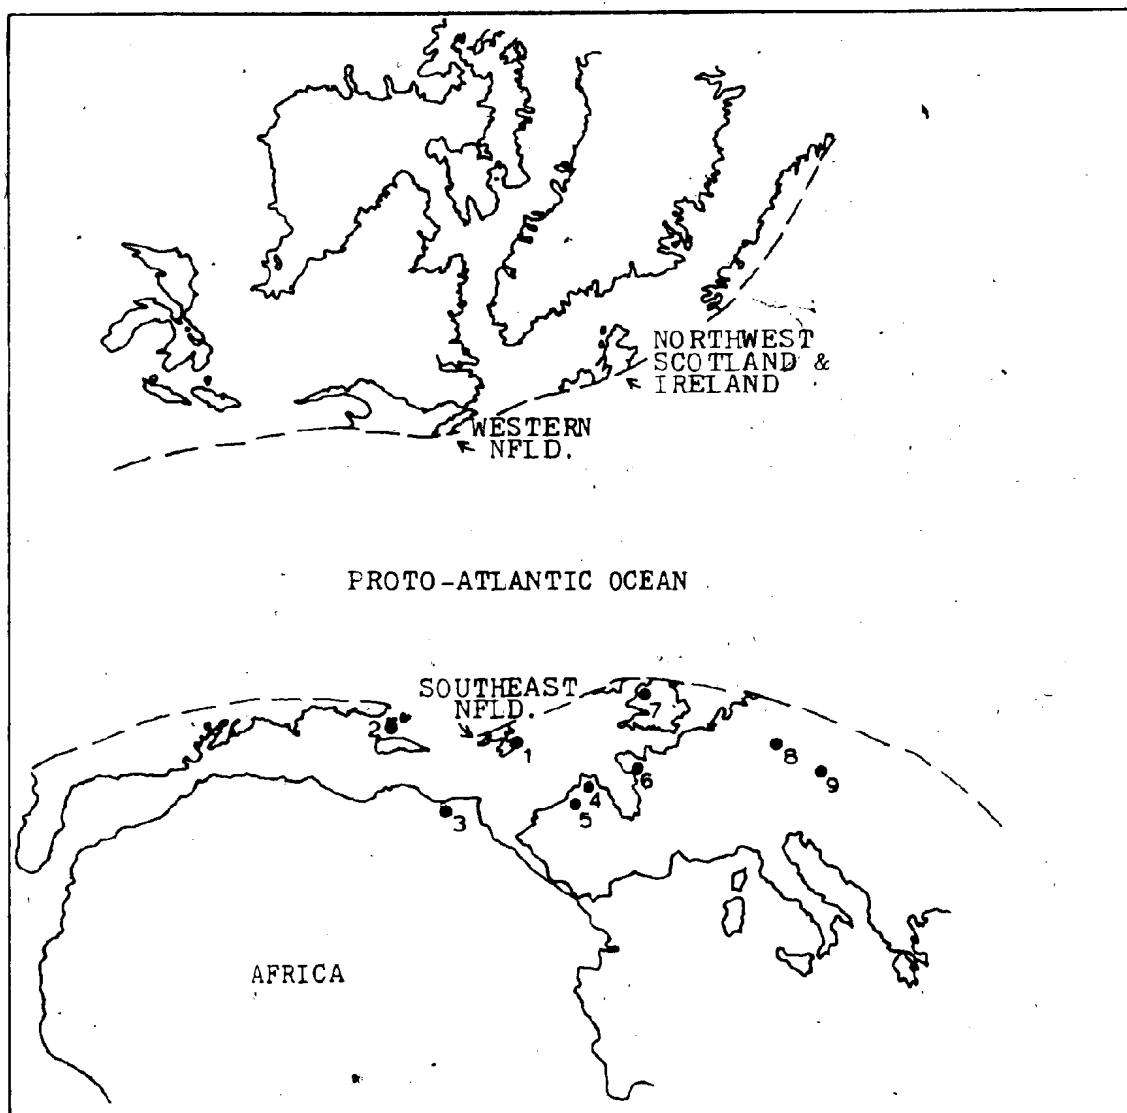 NORTHWEST
SCOTLAND &
IRELAND
WESTERN
NFLD.
PROTO-ATLANTIC OCEAN
SOUTHEAST
NFLD.
2
1
7
8
6
9
4
5
3
AFRICA